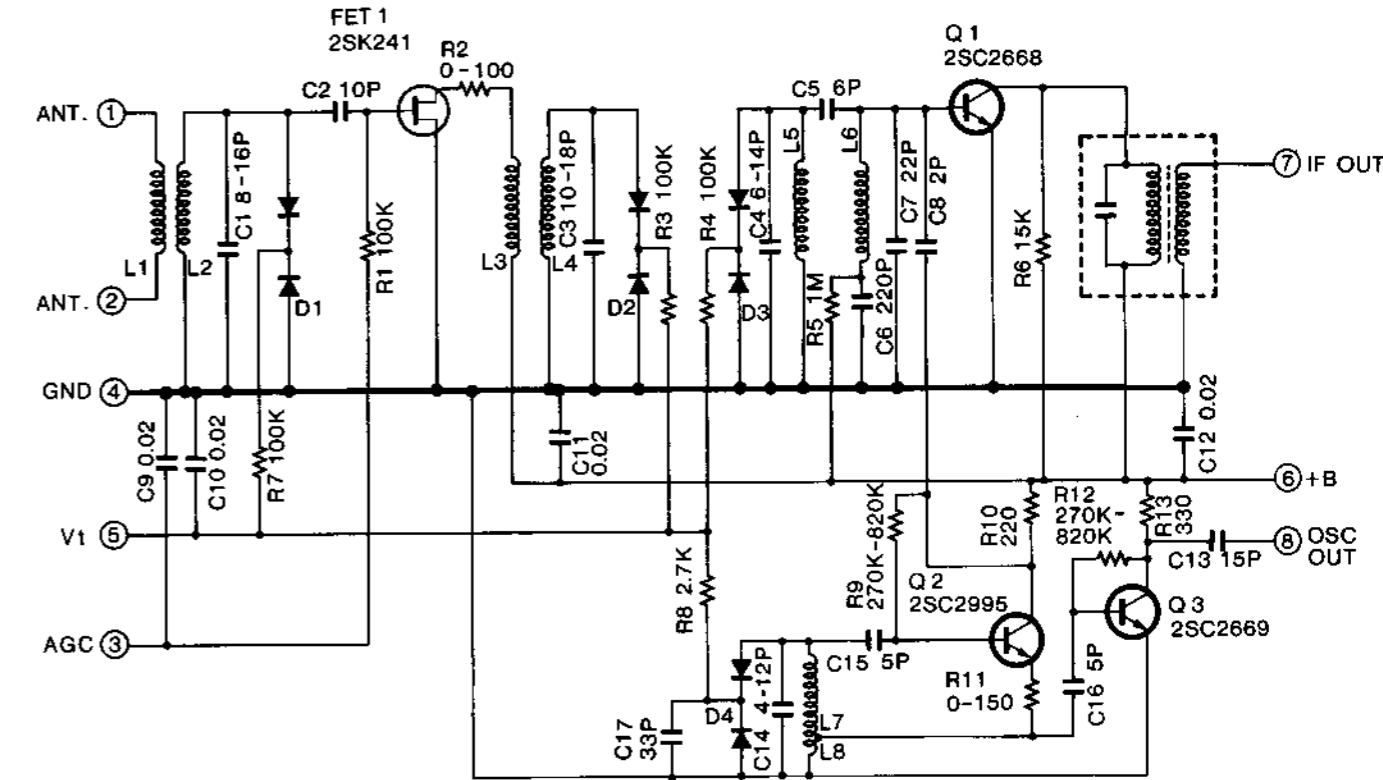 FET 1
2SK241
R2
0-100
Q1
2SC2668
C2 10P
C5 6P
ANT. 1
L1
L2
C1 8-16P
D1
R1 100K
L3
L4
C3 10-18P
D2
R3 100K
R4 100K
D3
C4 6-14P
L5
L6
R5 1M
C6 220P
C7 22P
C8 2P
R6 15K
7 IF OUT
ANT. 2
GND 4
C9 0.02
C10 0.02
R7 100K
C11
0.02
C12 0.02
6 +B
Vt 5
R8 2.7K
R9
270K-820K
R10
220
R12
270K-
820K
R13
330
8 OSC
OUT
C13 15P
Q2
2SC2995
Q3
2SC2669
AGC 3
C15 5P
R11
0-150
C16 5P
C17
33P
D4
C14 4-12P
L7
L8